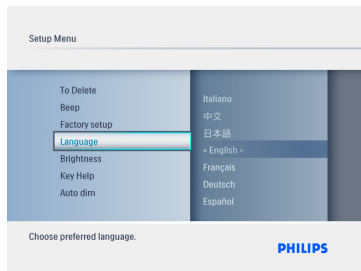 Setup Menu
To Delete
Beep
Factory setup
Language
Brightness
Key Help
Auto dim
Italiano
中文
日本語
< English >
Français
Deutsch
Español
Choose preferred language.
PHILIPS